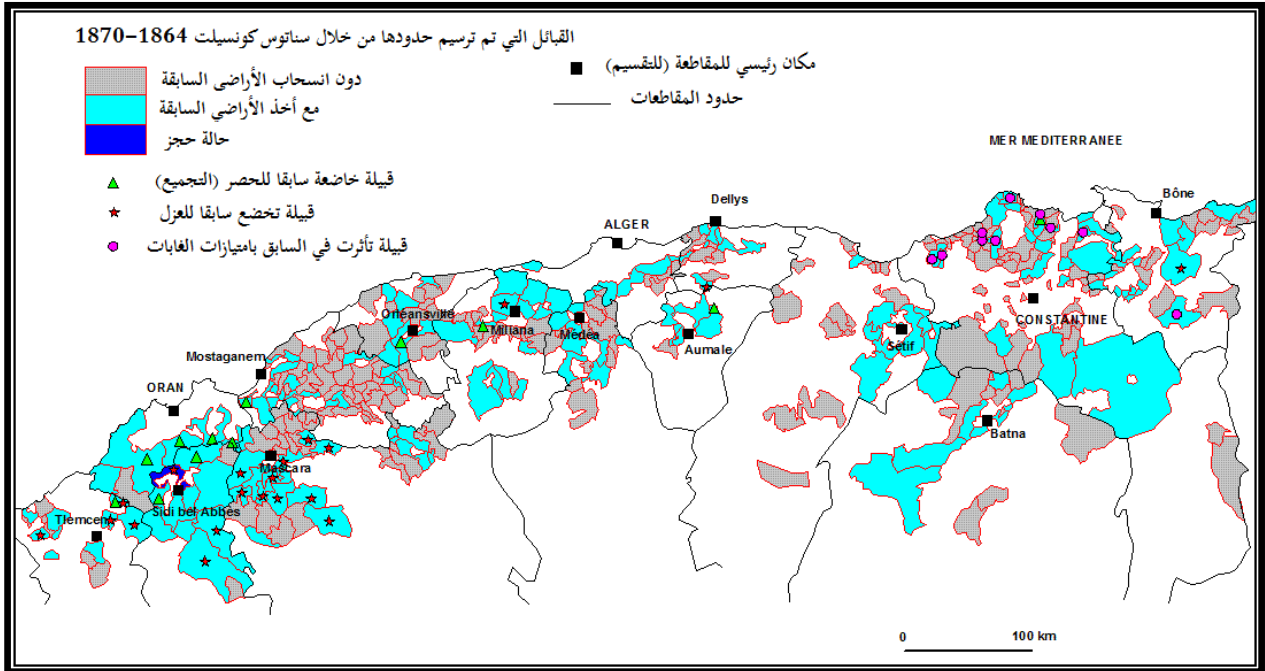 القبائل التي تم ترسيم حدودها من خلال سناتوس كونسيلت 1864-1870
دون انسحاب الأراضي السابقة
مع أخذ الأراضي السابقة
حالة حجز
قبيلة خاضعة سابقا للحصر (التجميع)
قبيلة تخضع سابقا للعزل
قبيلة تأثرت في السابق بامتيازات الغابات
مكان رئيسي للمقاطعة (للتقسيم)
حدود المقاطعات
MER MEDITERRANEE
Bône
Dellys
ALGER
CONSTANTINE
Orléansville
Miliana
Médéa
Aumale
Sétif
Mostaganem
ORAN
Batna
Mascara
Sidi bel Abbès
Tlemcen
0 100 km